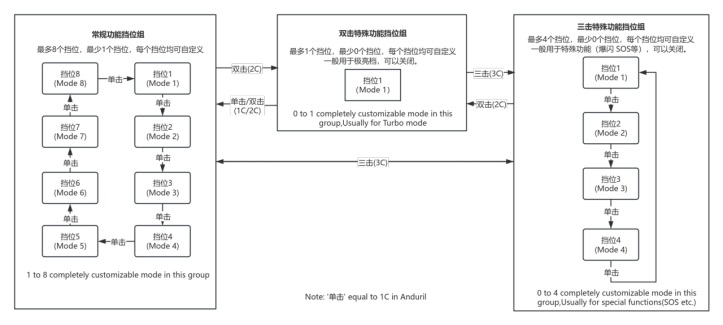 常规功能挡位组
最多8个挡位，最少1个挡位，每个挡位均可自定义
挡位8
(Mode 8)
单击
挡位1
(Mode 1)
单击
挡位2
(Mode 2)
单击
挡位3
(Mode 3)
单击
挡位4
(Mode 4)
单击
挡位5
(Mode 5)
单击
挡位6
(Mode 6)
单击
挡位7
(Mode 7)
单击
1 to 8 completely customizable mode in this group
双击(2C)
单击/双击
(1C/2C)
双击特殊功能挡位组
最多1个挡位，最少0个挡位，每个挡位均可自定义
一般用于极亮档，可以关闭。
挡位1
(Mode 1)
0 to 1 completely customizable mode in this
group,Usually for Turbo mode
三击(3C)
双击(2C)
三击(3C)
三击特殊功能挡位组
最多4个挡位，最少0个挡位，每个挡位均可自定义
一般用于特殊功能（爆闪 SOS等），可以关闭。
挡位1
(Mode 1)
单击
挡位2
(Mode 2)
单击
挡位3
(Mode 3)
单击
挡位4
(Mode 4)
单击
0 to 4 completely customizable mode in this
group,Usually for special functions(SOS etc.)
Note: '单击' equal to 1C in Anduril